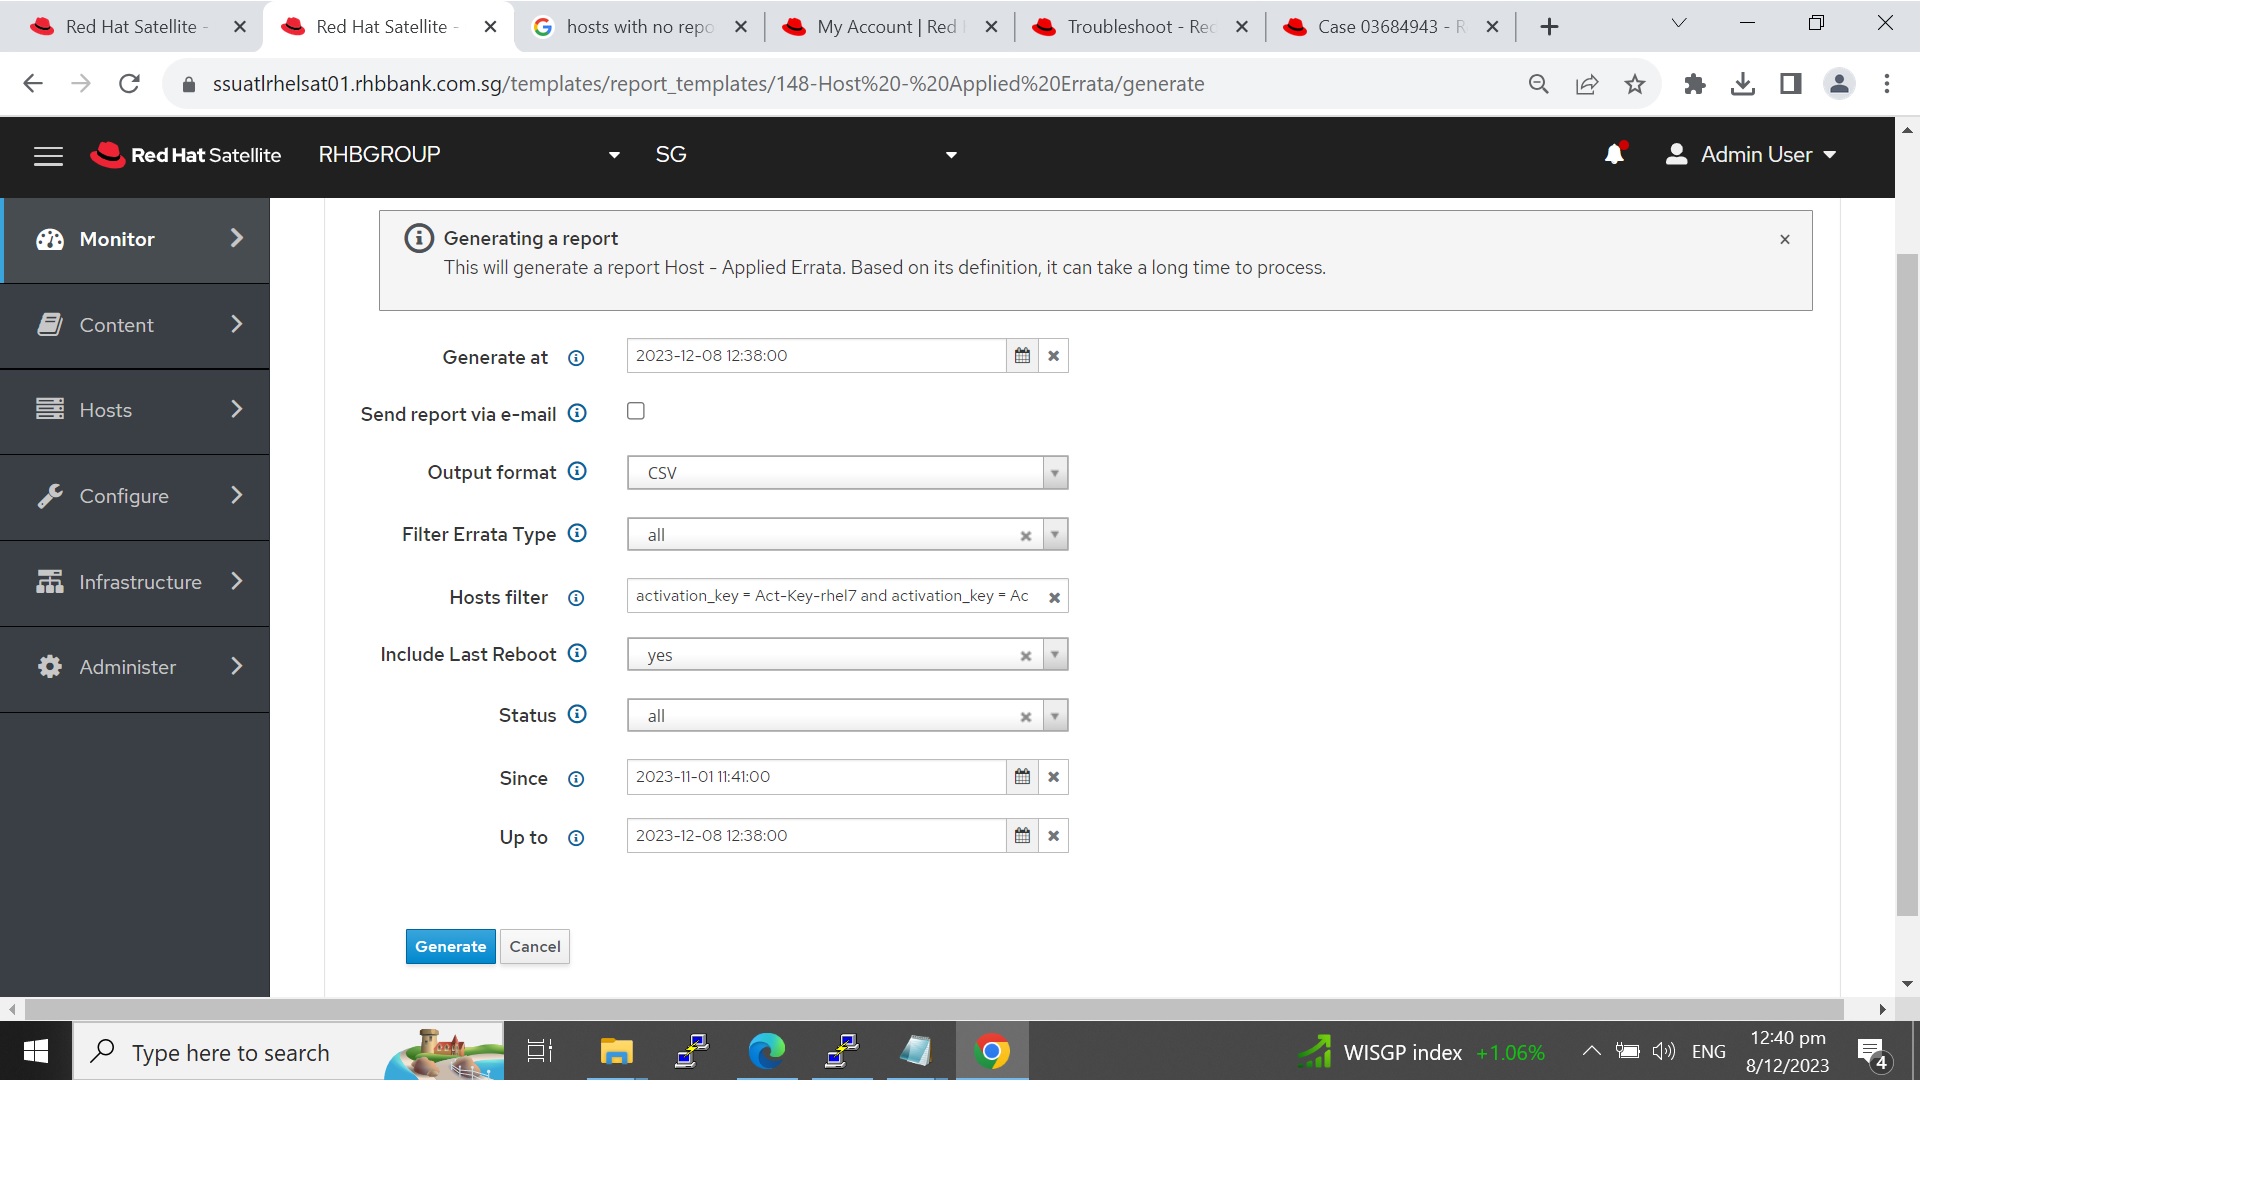 Red Hat Satellite -
Red Hat Satellite -
hosts with no repo
My Account | Red
Troubleshoot - Red
Case 03684943 - R
ssuatlrhelsat01.rhbbank.com.sg/templates/report_templates/148-Host%20-%20Applied%20Errata/generate
Red Hat Satellite
RHBGROUP
SG
Admin User
Monitor
Content
Hosts
Configure
Infrastructure
Administer
Generating a report
This will generate a report Host - Applied Errata. Based on its definition, it can take a long time to process.
Generate at
2023-12-08 12:38:00
Send report via e-mail
Output format
CSV
Filter Errata Type
all
Hosts filter
activation_key = Act-Key-rhel7 and activation_key = Ac
Include Last Reboot
yes
Status
all
Since
2023-11-01 11:41:00
Up to
2023-12-08 12:38:00
Generate
Cancel
Type here to search
WISGP index +1.06%
ENG
12:40 pm
8/12/2023
4